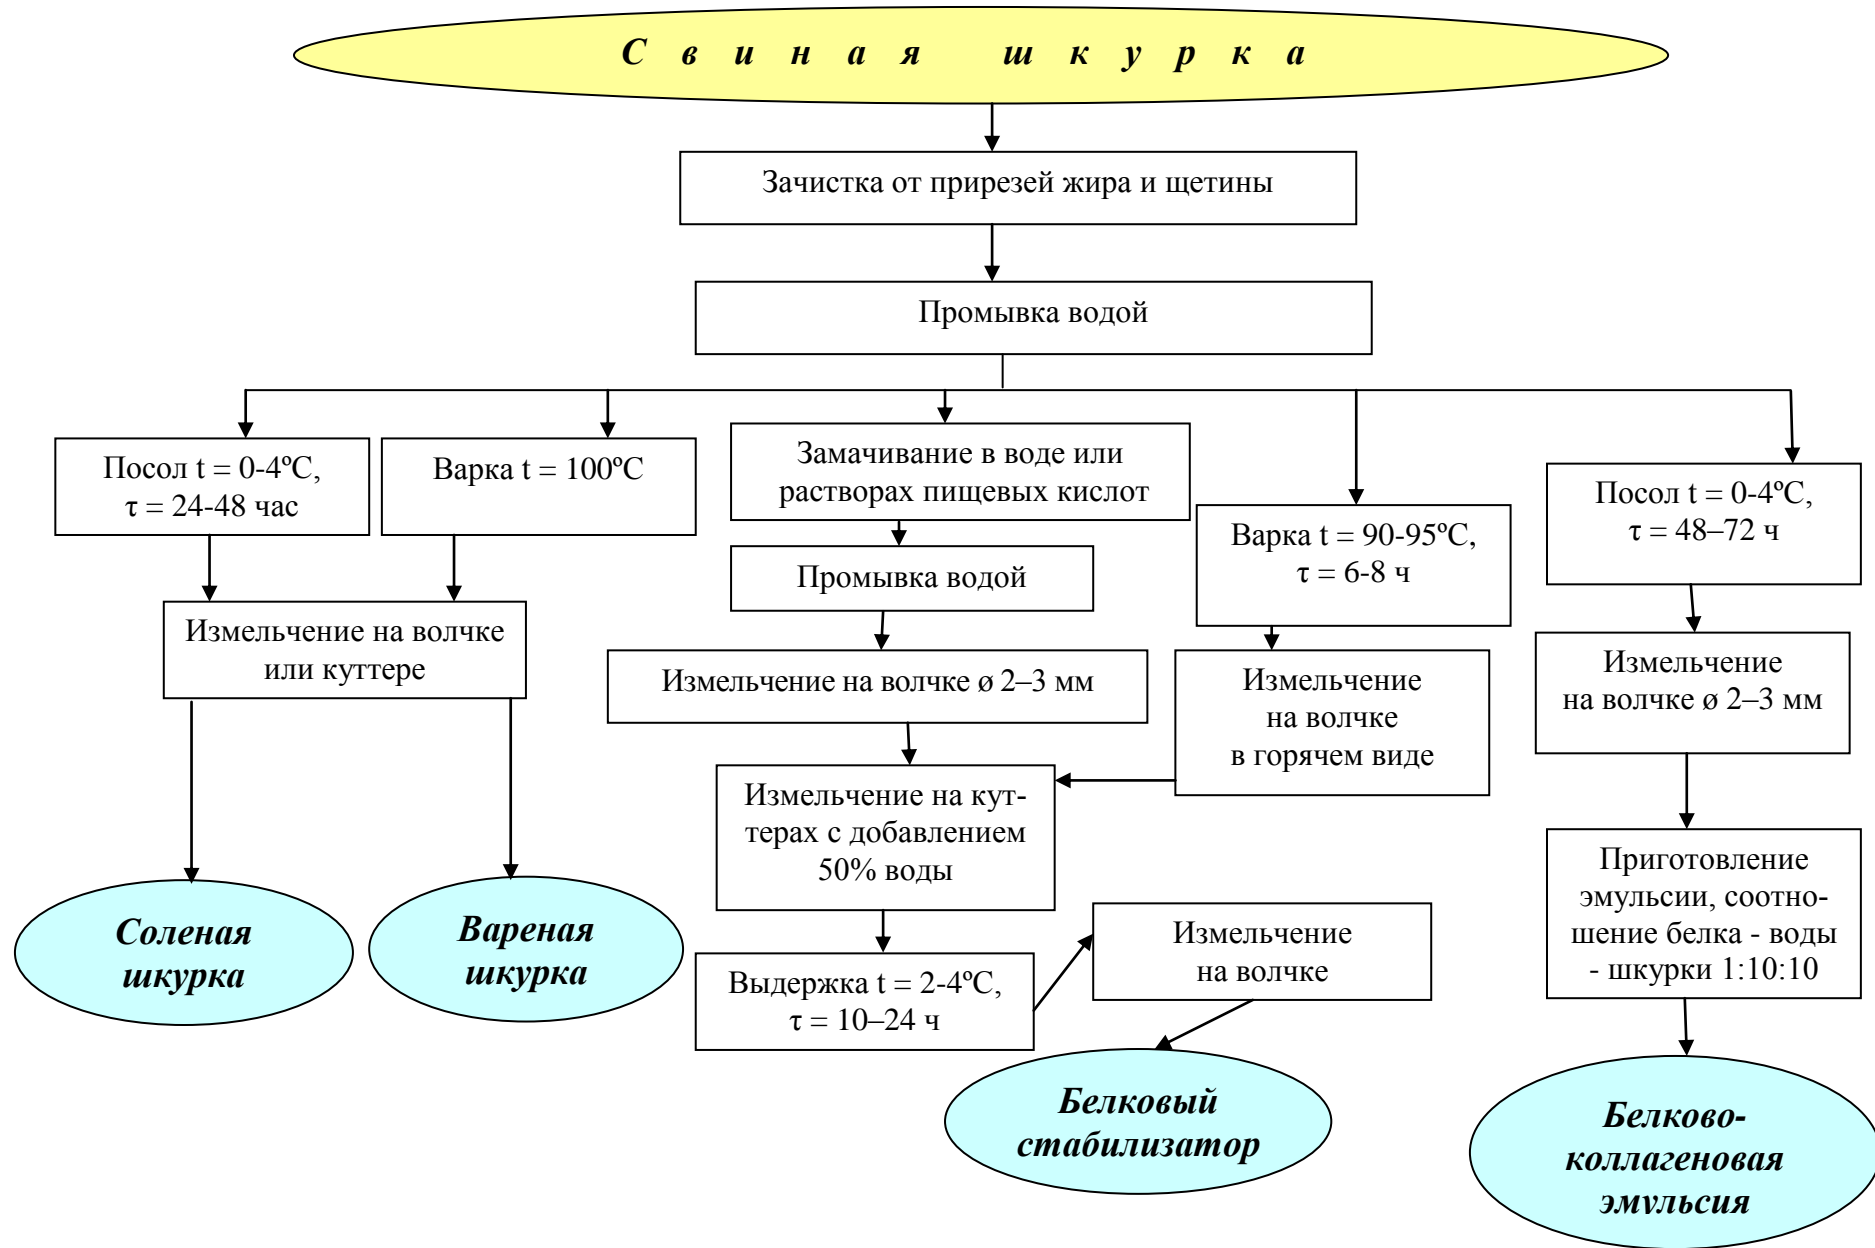 Свиная шкурка
Зачистка от прирезей жира и щетины
Промывка водой
Посол t = 0-4ºС,
τ = 24-48 час
Варка t = 100ºС
Замачивание в воде или
растворах пищевых кислот
Варка t = 90-95ºС,
τ = 6-8 ч
Посол t = 0-4ºС,
τ = 48–72 ч
Промывка водой
Измельчение на волчке
или куттере
Измельчение на волчке ø 2–3 мм
Измельчение
на волчке
в горячем виде
Измельчение
на волчке ø 2–3 мм
Измельчение на кут-
терах с добавлением
50% воды
Приготовление
эмульсии, соотно-
шение белка - воды
- шкурки 1:10:10
Соленая
шкурка
Вареная
шкурка
Выдержка t = 2-4ºС,
τ = 10–24 ч
Измельчение
на волчке
Белковый
стабилизатор
Белково-
коллагеновая
эмульсия